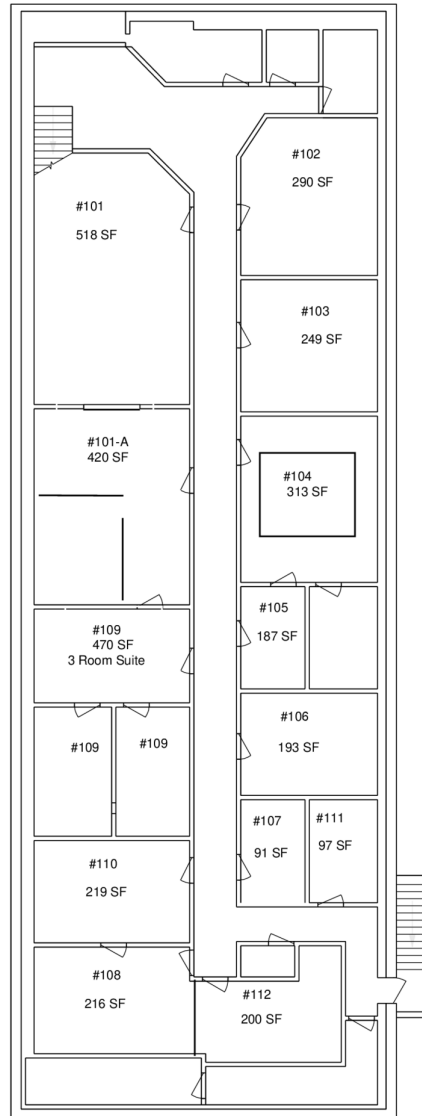 #102
290 SF
#101
518 SF
#103
249 SF
#101-A
420 SF
#104
313 SF
#109
470 SF
3 Room Suite
#105
187 SF
#106
193 SF
#109
#109
#107
91 SF
#111
97 SF
#110
219 SF
#108
216 SF
#112
200 SF